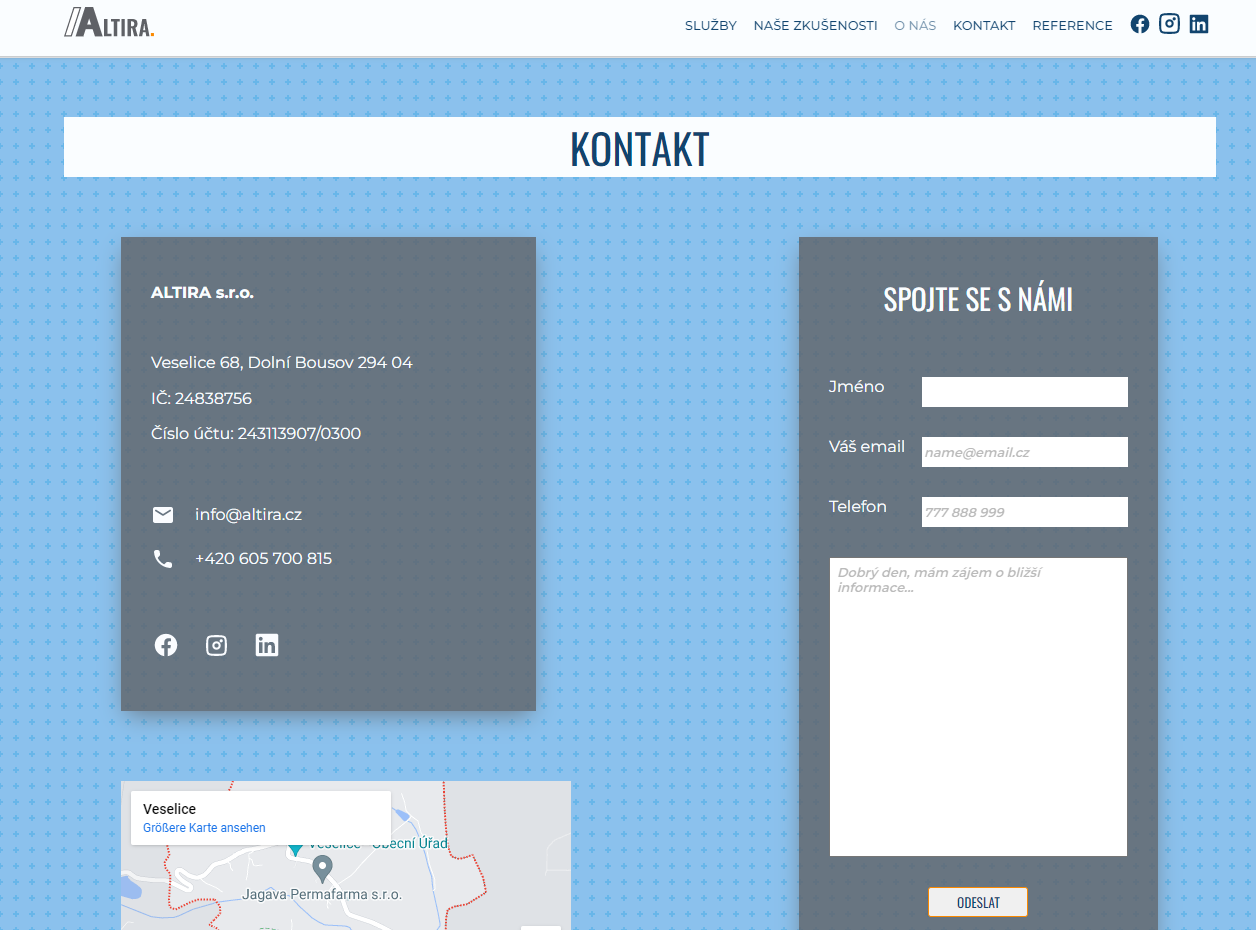 ALTIRA.
SLUŽBY NAŠE ZKUŠENOSTI O NÁS KONTAKT REFERENCE
KONTAKT
ALTIRA s.r.o.
Veselice 68, Dolní Bousov 294 04
IČ: 24838756
Číslo účtu: 243113907/0300
info@altira.cz
+420 605 700 815
Veselice
Größere Karte ansehen
Veselice - Obecní Úřad
Jagava Permafarma s.r.o.
SPOJTE SE S NÁMI
Jméno
Váš email name@email.cz
Telefon 777 888 999
Dobrý den, mám zájem o bližší
informace...
ODESLAT